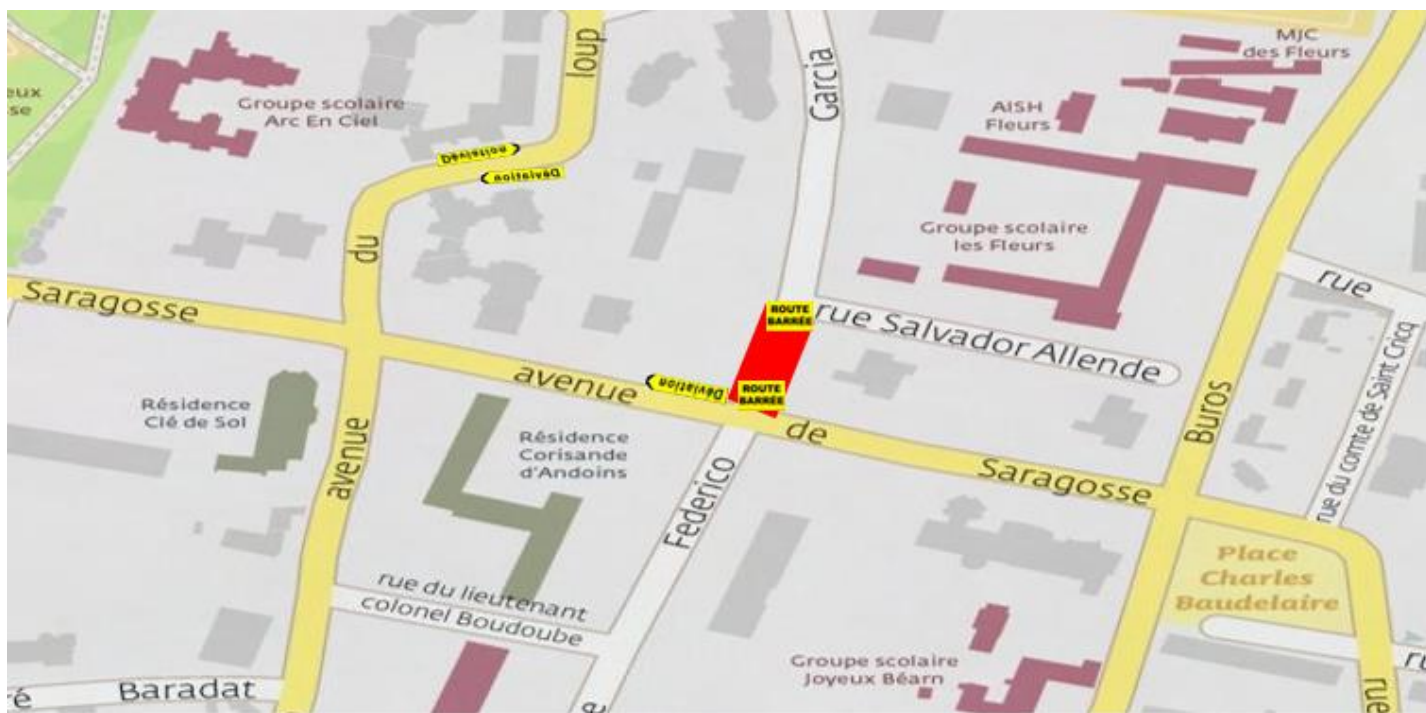 MJC
des Fleurs
loup
Garcia
eux
se
Groupe scolaire
Arc En Ciel
AISH
Fleurs
Déviation
Déviation
du
Groupe scolaire
les Fleurs
rue
Saragosse
ROUTE
BARRÉE
rue Salvador Allende
rue du comte de Saint Cricq
avenue
Déviation
ROUTE
BARRÉE
Buros
Résidence
Clé de Sol
avenue
Résidence
Corisande
d'Andoins
de
Saragosse
Federico
Place
Charles
Baudelaire
rue du lieutenant
colonel Boudoube
Groupe scolaire
Joyeux Béarn
ré
Baradat
rue
ru